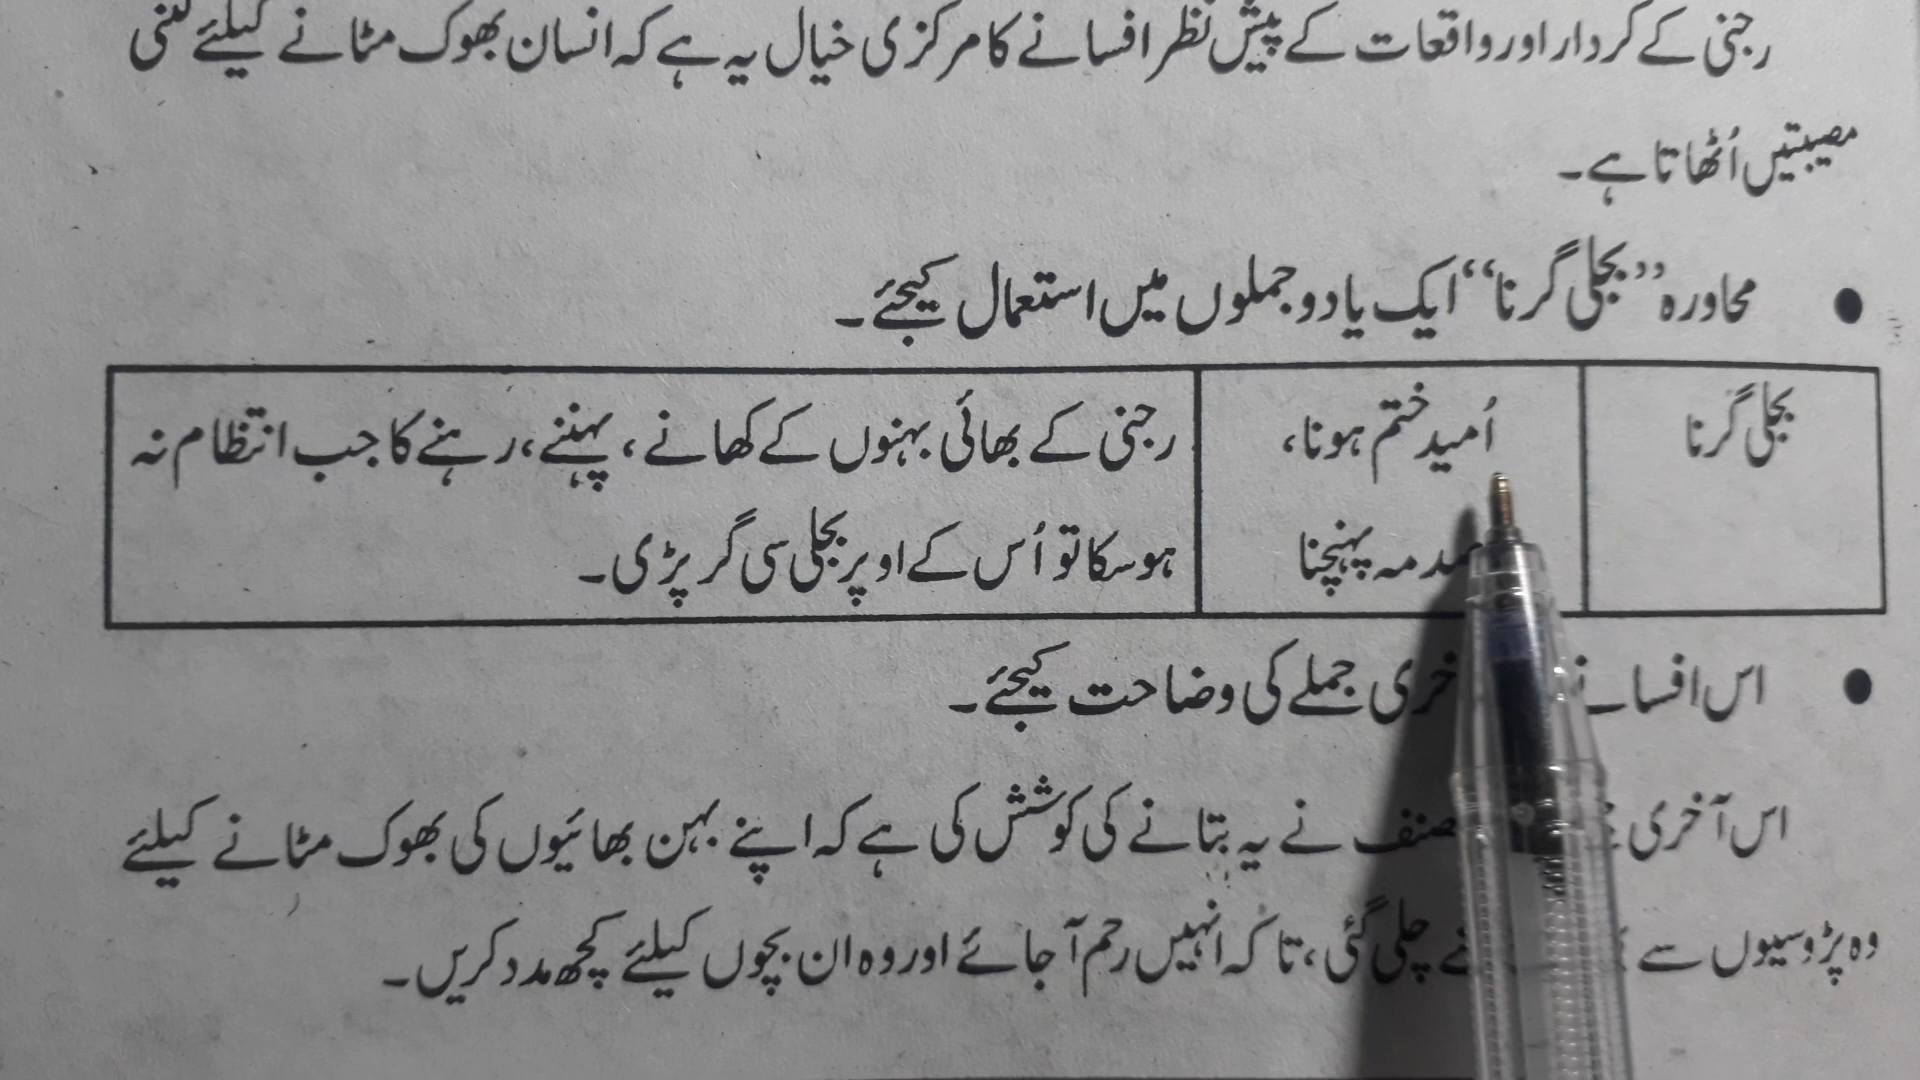 رجنی کے کردار اور واقعات کے پیش نظر افسانے کا مرکزی خیال یہ ہے کہ انسان بھوک مٹانے کیلئے کتنی
مصیبتیں اُٹھاتا ہے۔
● محاورہ ”بجلی گرنا“ ایک یا دو جملوں میں استعمال کیجئے۔
بجلی گرنا
اُمید ختم ہونا،
صدمہ پہنچنا
رجنی کے بھائی بہنوں کے کھانے، پہننے، رہنے کا جب انتظام نہ
ہوسکا تو اُس کے اوپر بجلی سی گر پڑی۔
● اس افسانے آخری جملے کی وضاحت کیجئے۔
اس آخری مصنف نے یہ بتانے کی کوشش کی ہے کہ اپنے بہن بھائیوں کی بھوک مٹانے کیلئے
وہ پڑوسیوں سے چلی گئی، تاکہ انہیں رحم آجائے اور وہ ان بچوں کیلئے کچھ مدد کریں۔